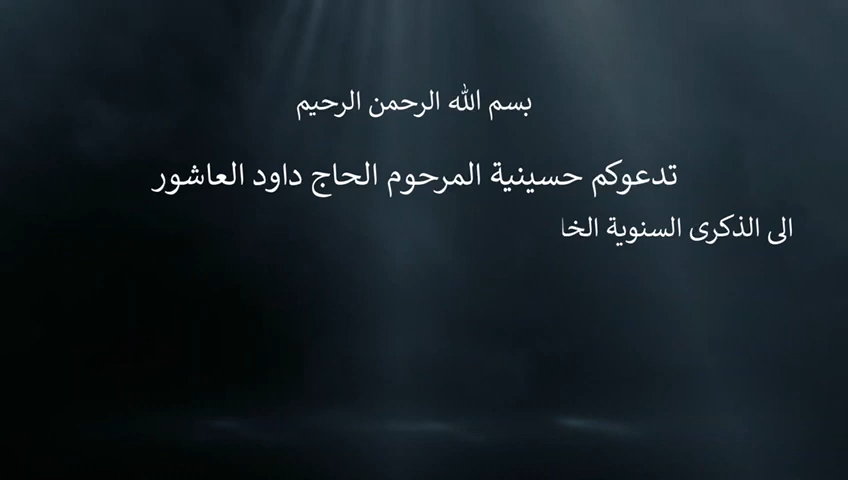 بسم الله الرحمن الرحيم
تدعوكم حسينية المرحوم الحاج داود العاشور
الى الذكرى السنوية الخا